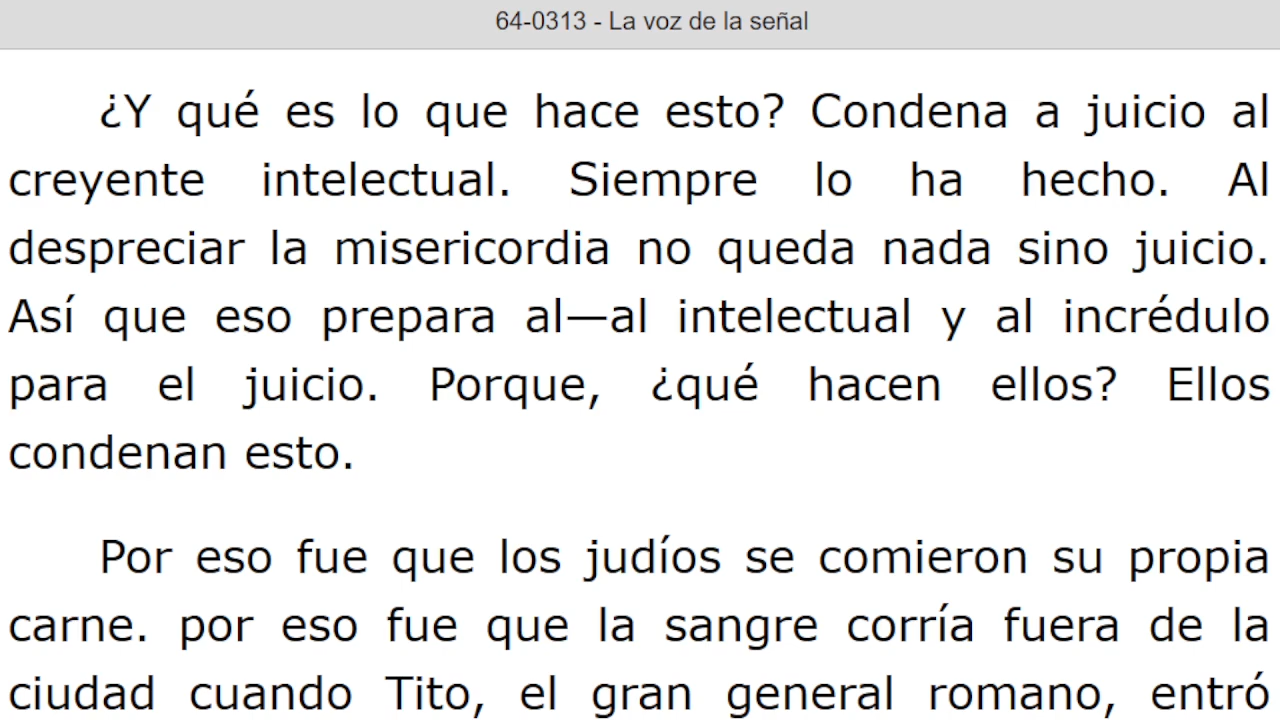 64-0313 - La voz de la señal
¿Y qué es lo que hace esto? Condena a juicio al
creyente intelectual. Siempre lo ha hecho. Al
despreciar la misericordia no queda nada sino juicio.
Así que eso prepara al—al intelectual y al incrédulo
para el juicio. Porque, ¿qué hacen ellos? Ellos
condenan esto.
Por eso fue que los judíos se comieron su propia
carne. por eso fue que la sangre corría fuera de la
ciudad cuando Tito, el gran general romano, entró